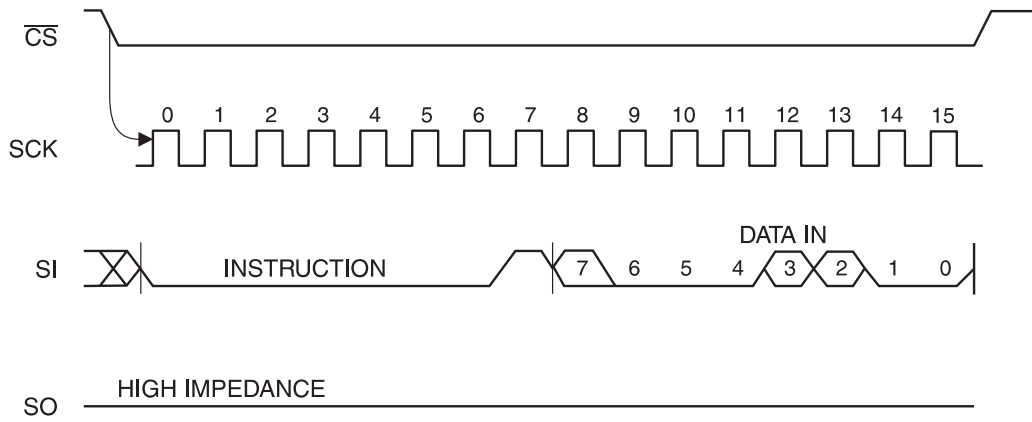 CS
0 1 2 3 4 5 6 7 8 9 10 11 12 13 14 15
SCK
DATA IN
SI INSTRUCTION 7 6 5 4 3 2 1 0
HIGH IMPEDANCE
SO